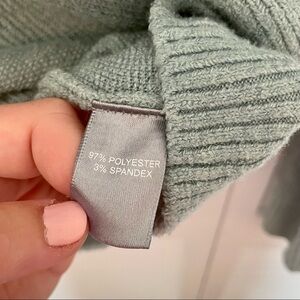 97% POLYESTER
3% SPANDEX